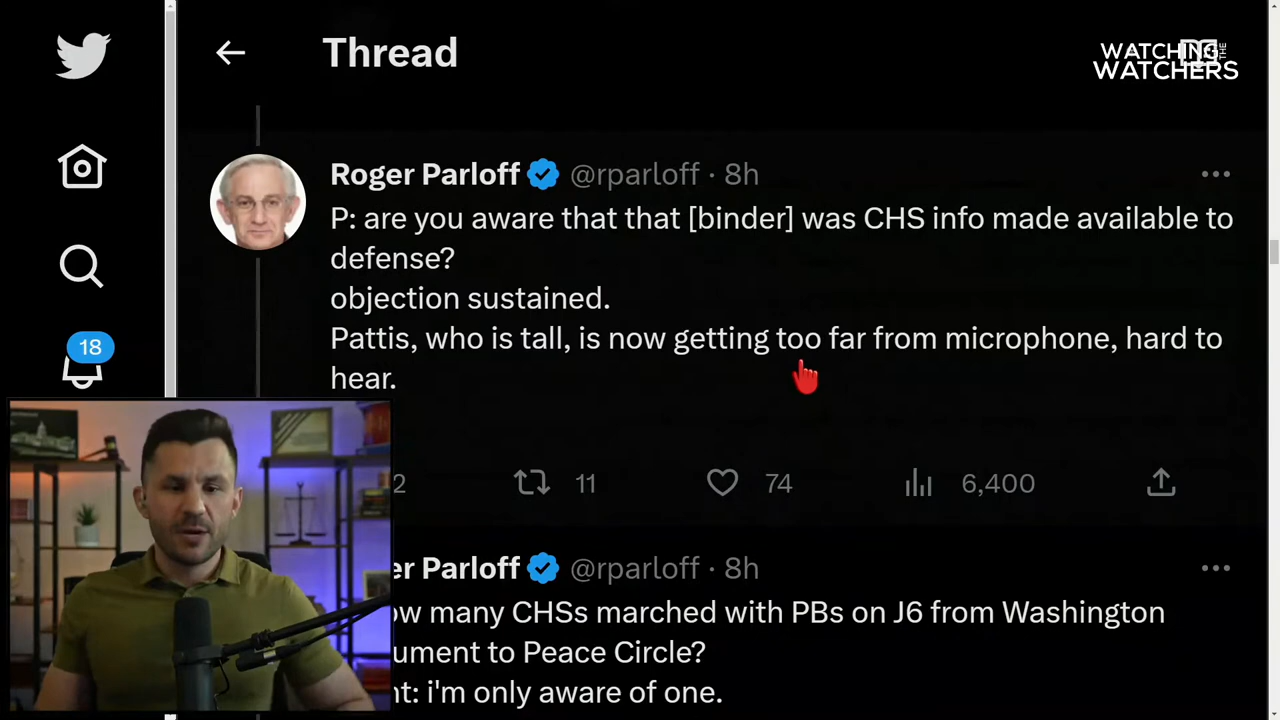 Thread
WATCHING THE
WATCHERS
Roger Parloff @rparloff · 8h
P: are you aware that that [binder] was CHS info made available to
defense?
objection sustained.
Pattis, who is tall, is now getting too far from microphone, hard to
hear.
18
2 11 74 6,400
er Parloff @rparloff · 8h
ow many CHSs marched with PBs on J6 from Washington
ument to Peace Circle?
nt: i'm only aware of one.